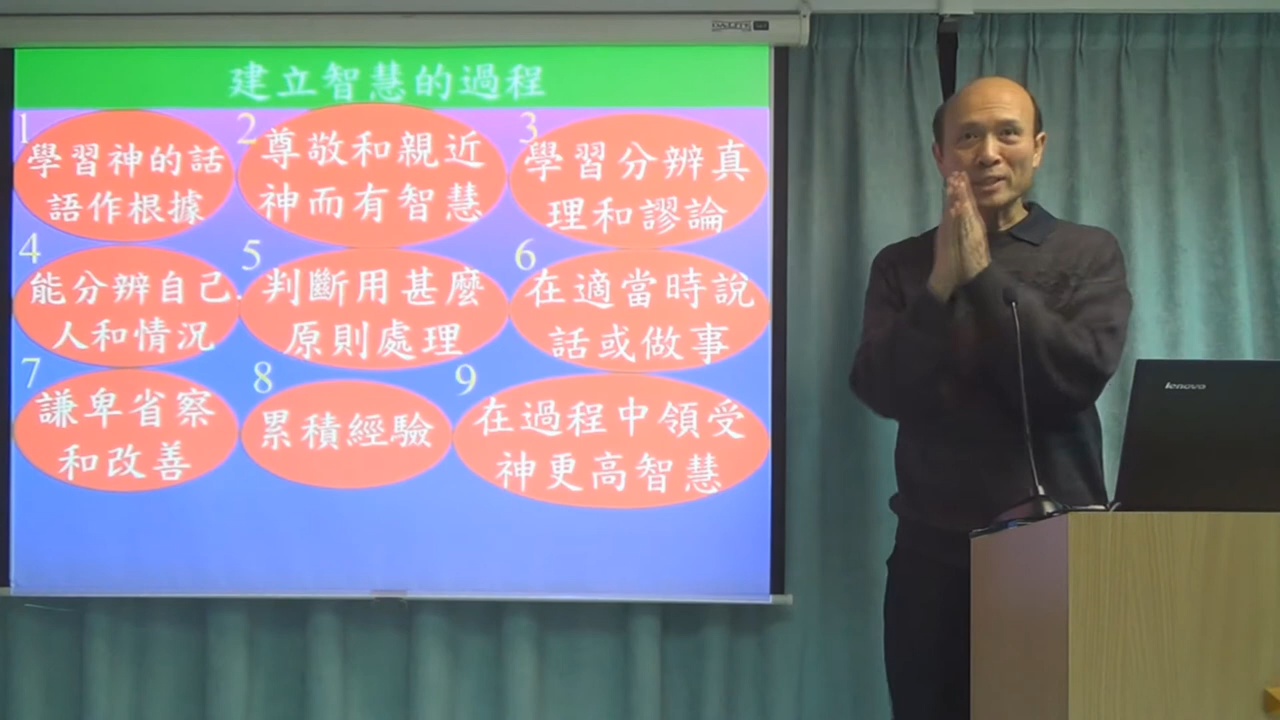 DALITE
建立智慧的過程
1
學習神的話
語作根據
2
尊敬和親近
神而有智慧
3
學習分辨真
理和謬論
4
能分辨自己.
人和情況
5
判斷用甚麼
原則處理
6
在適當時說
話或做事
7
謙卑省察
和改善
8
累積經驗
9
在過程中領受
神更高智慧
lenovo